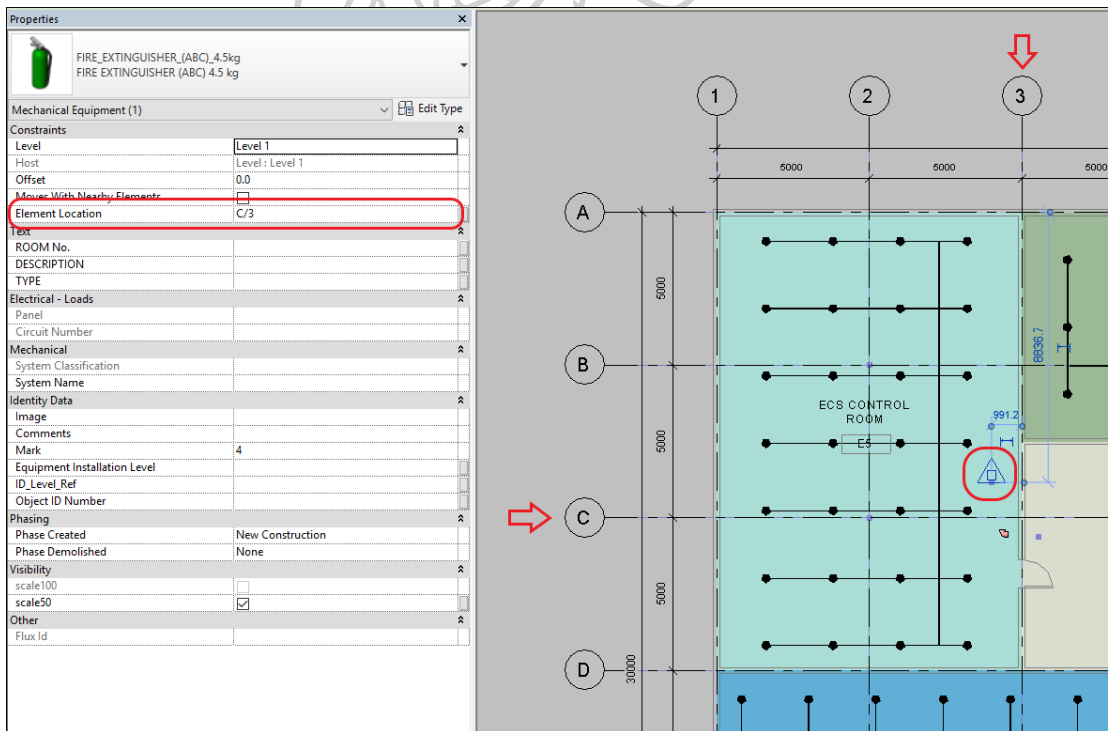 Properties ×
FIRE_EXTINGUISHER_(ABC)_4.5kg
FIRE EXTINGUISHER (ABC) 4.5 kg
Mechanical Equipment (1) Edit Type
Constraints
Level Level 1
Host Level : Level 1
Offset 0.0
Moves With Nearby Elements
Element Location C/3
Text
ROOM No.
DESCRIPTION
TYPE
Electrical - Loads
Panel
Circuit Number
Mechanical
System Classification
System Name
Identity Data
Image
Comments
Mark 4
Equipment Installation Level
ID_Level_Ref
Object ID Number
Phasing
Phase Created New Construction
Phase Demolished None
Visibility
scale100
scale50
Other
Flux Id
1 2 3
5000 5000 5000
A
5000
8836.7
B
ECS CONTROL
ROOM
E5
991.2
5000
C
5000
D
30000